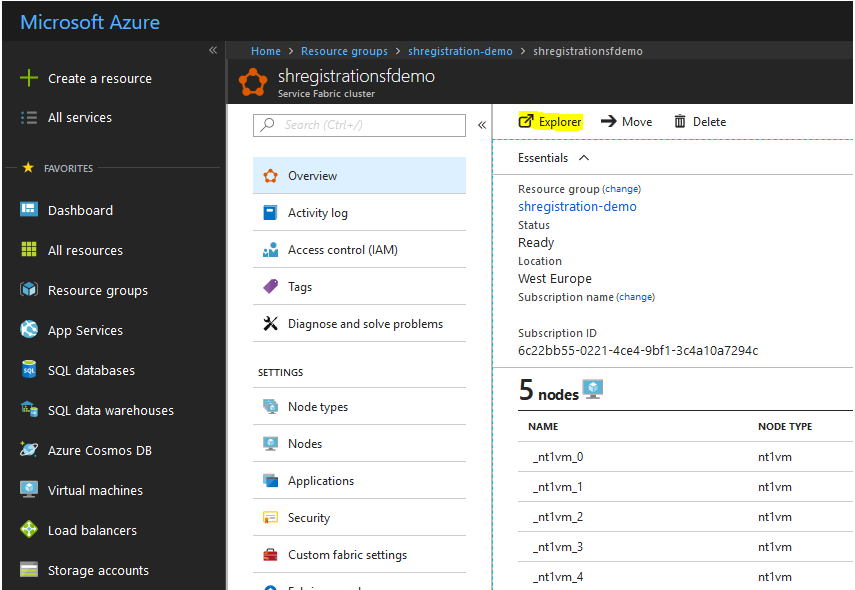 Microsoft Azure
«
Create a resource
All services
FAVORITES
Dashboard
All resources
Resource groups
App Services
SQL databases
SQL data warehouses
Azure Cosmos DB
Virtual machines
Load balancers
Storage accounts
Home > Resource groups > shregistration-demo > shregistrationsfdemo
shregistrationsfdemo
Service Fabric cluster
Search (Ctrl+/)
«
Overview
Activity log
Access control (IAM)
Tags
Diagnose and solve problems
SETTINGS
Node types
Nodes
Applications
Security
Custom fabric settings
Explorer Move Delete
Essentials
Resource group (change)
shregistration-demo
Status
Ready
Location
West Europe
Subscription name (change)
Subscription ID
6c22bb55-0221-4ce4-9bf1-3c4a10a7294c
5 nodes
NAME NODE TYPE
_nt1vm_0 nt1vm
_nt1vm_1 nt1vm
_nt1vm_2 nt1vm
_nt1vm_3 nt1vm
_nt1vm_4 nt1vm